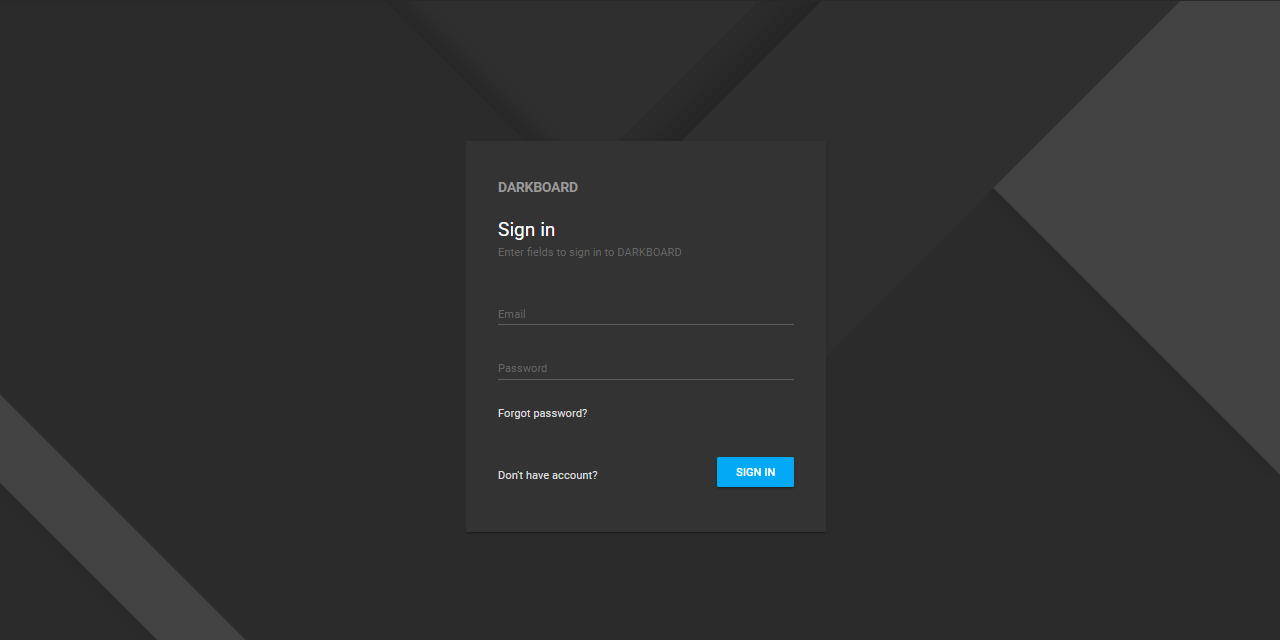 DARKBOARD
Sign in
Enter fields to sign in to DARKBOARD
Email
Password
Forgot password?
Don't have account?
SIGN IN